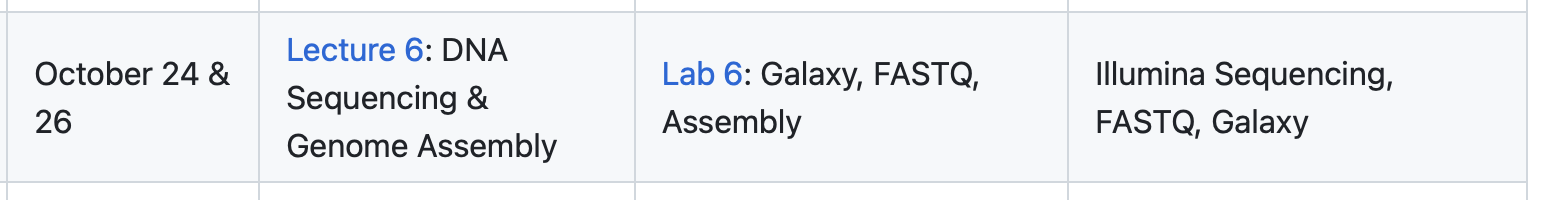 October 24 &
26
Lecture 6: DNA
Sequencing &
Genome Assembly
Lab 6: Galaxy, FASTQ,
Assembly
Illumina Sequencing,
FASTQ, Galaxy